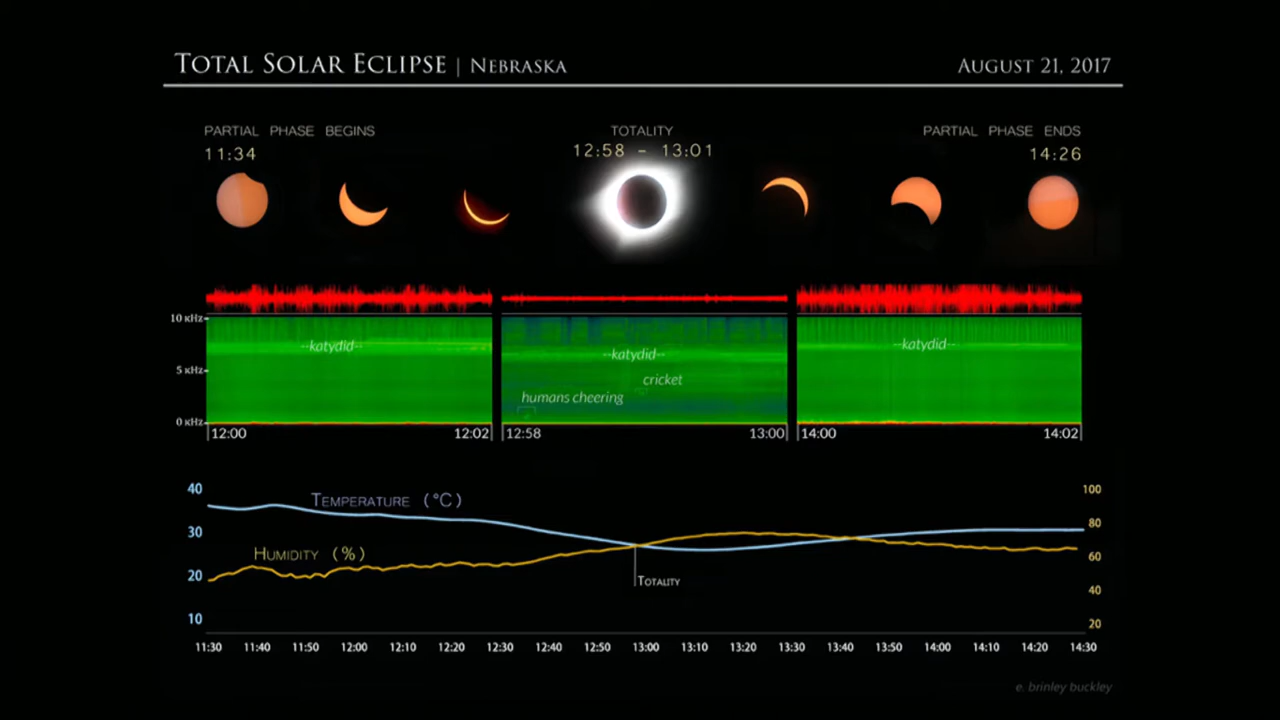 TOTAL SOLAR ECLIPSE | NEBRASKA
AUGUST 21, 2017
PARTIAL PHASE BEGINS
11:34
TOTALITY
12:58 - 13:01
PARTIAL PHASE ENDS
14:26
10 KHz
5 KHz
0 KHz
--katydid--
12:00
12:02
--katydid--
cricket
humans cheering
12:58
13:00
--katydid--
14:00
14:02
40
30
20
10
TEMPERATURE (°C)
HUMIDITY (%)
TOTALITY
100
80
60
40
20
11:30 11:40 11:50 12:00 12:10 12:20 12:30 12:40 12:50 13:00 13:10 13:20 13:30 13:40 13:50 14:00 14:10 14:20 14:30
e. brinley buckley